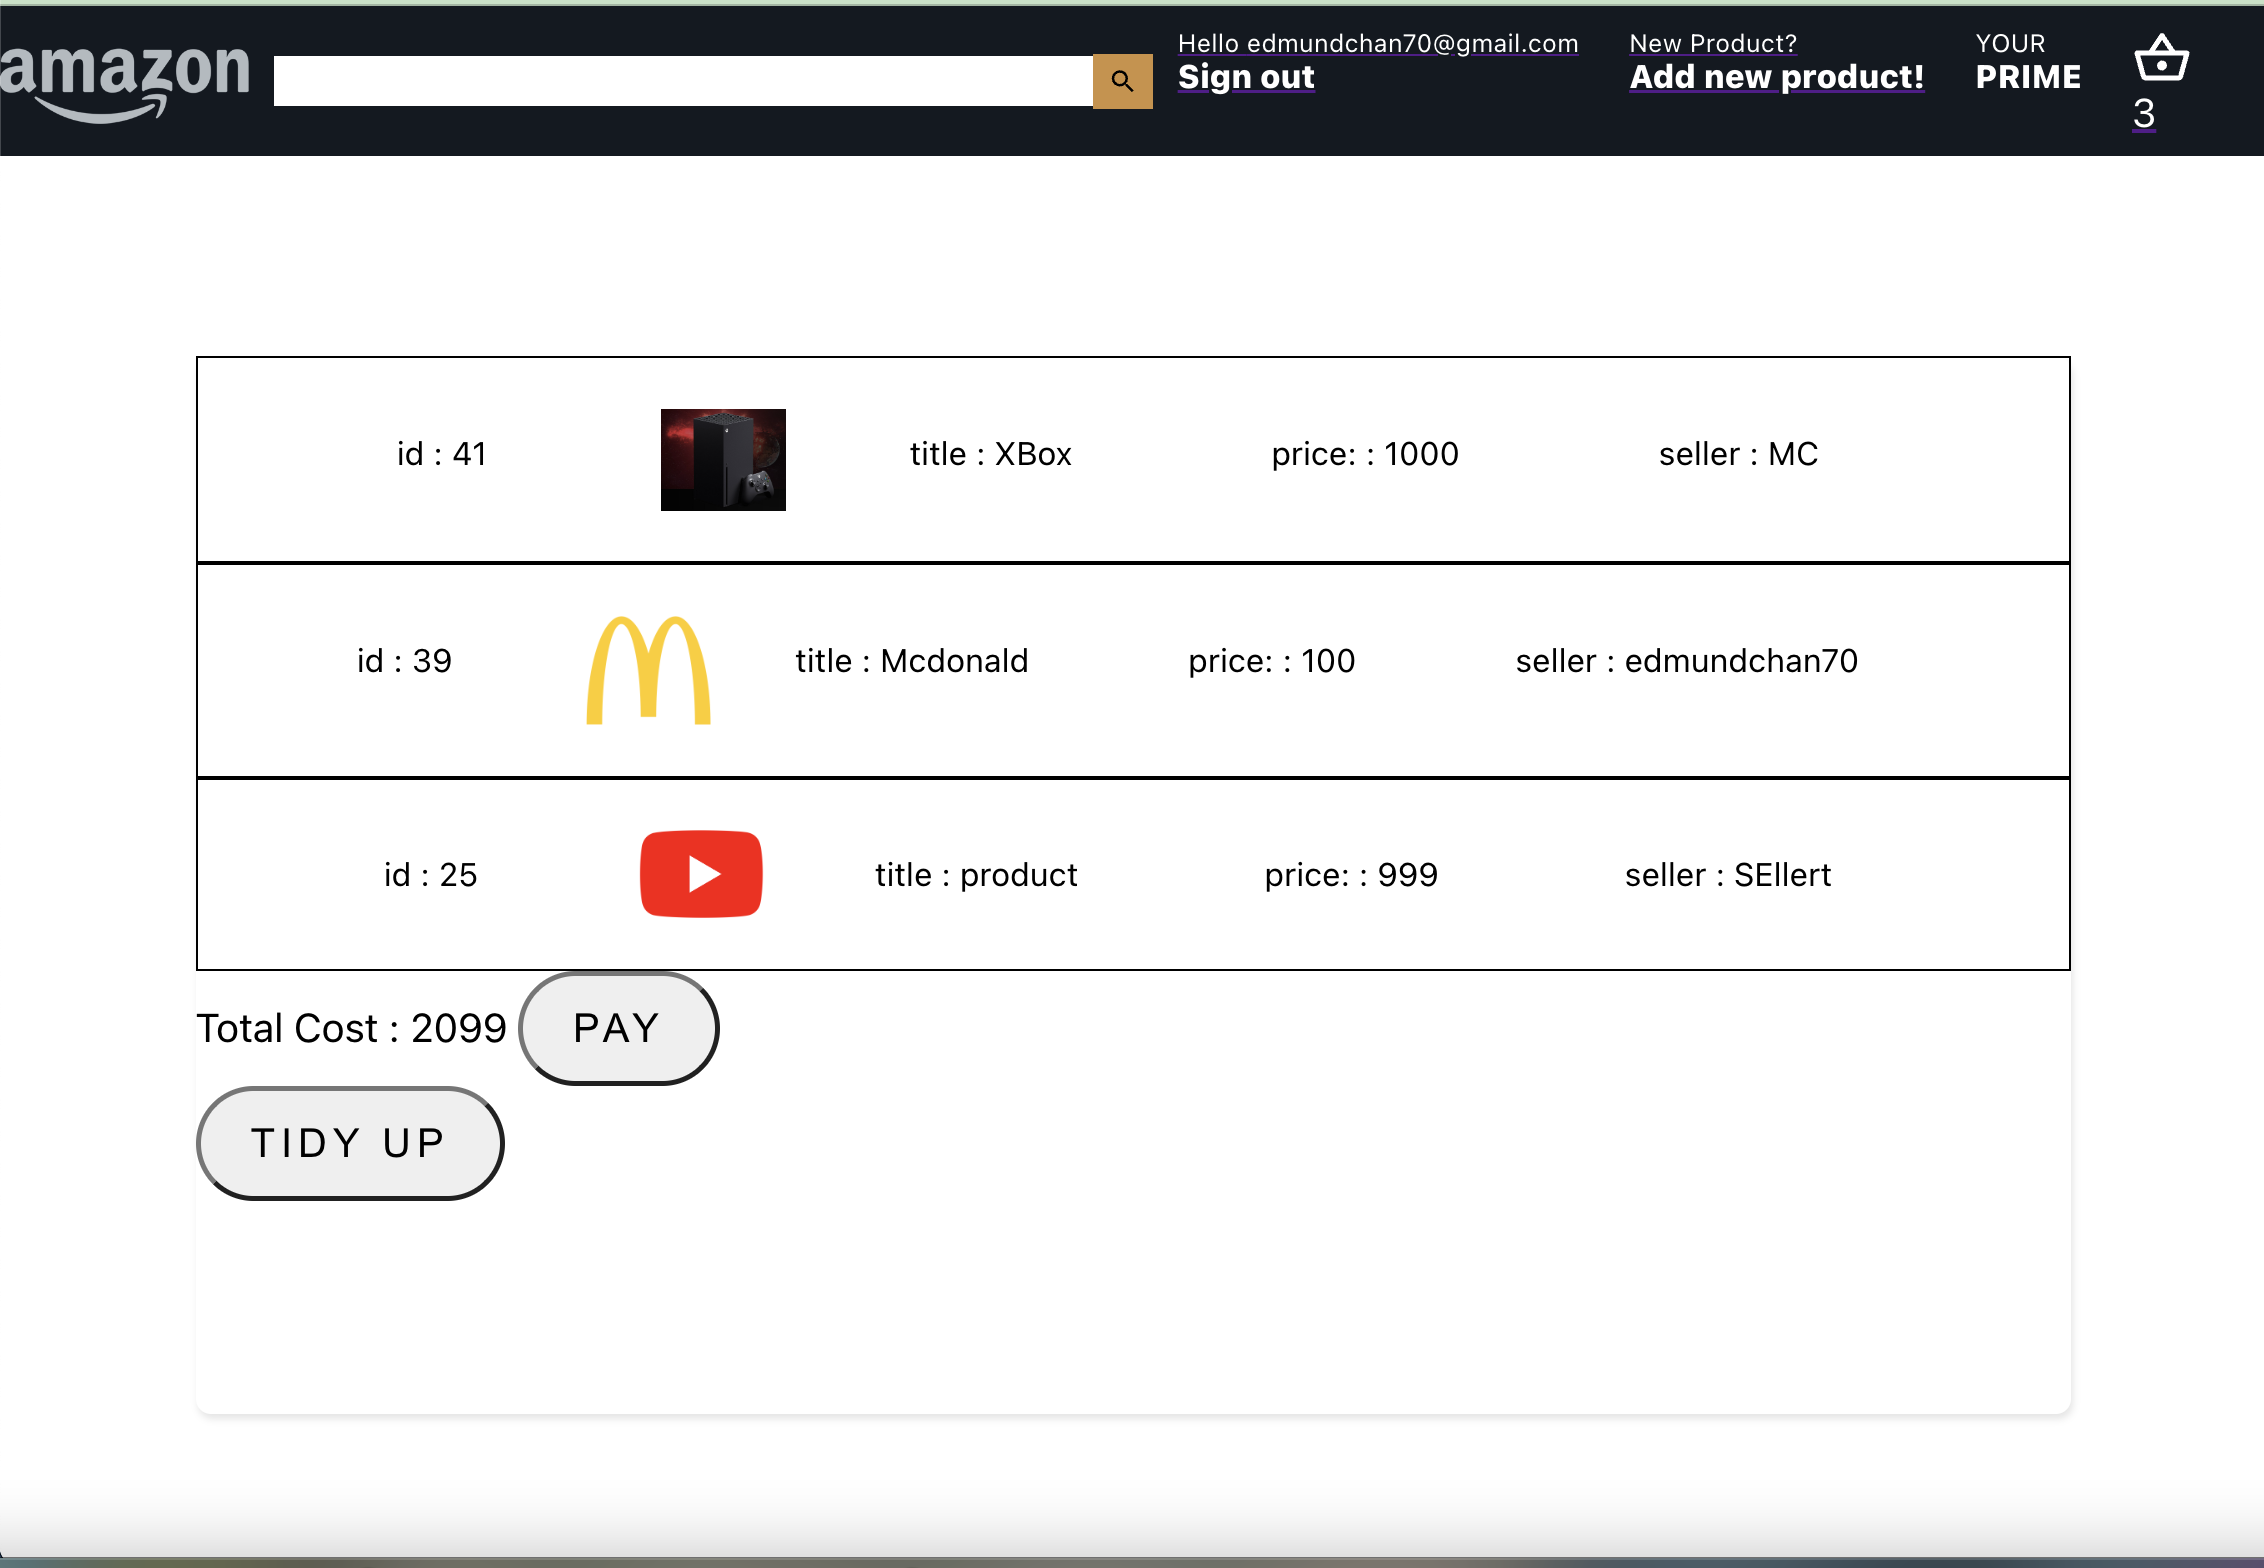 amazon
Hello edmundchan70@gmail.com
Sign out
New Product?
Add new product!
YOUR
PRIME
3
id : 41 title : XBox price: : 1000 seller : MC
id : 39 title : Mcdonald price: : 100 seller : edmundchan70
id : 25 title : product price: : 999 seller : SEllert
Total Cost : 2099 PAY
TIDY UP